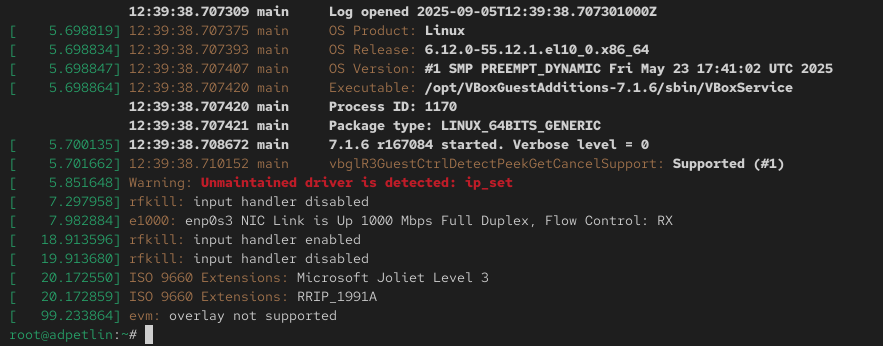 12:39:38.707309 main     Log opened 2025-09-05T12:39:38.707301000Z
[    5.698819] 12:39:38.707375 main     OS Product: Linux
[    5.698834] 12:39:38.707393 main     OS Release: 6.12.0-55.12.1.el10_0.x86_64
[    5.698847] 12:39:38.707407 main     OS Version: #1 SMP PREEMPT_DYNAMIC Fri May 23 17:41:02 UTC 2025
[    5.698864] 12:39:38.707420 main     Executable: /opt/VBoxGuestAdditions-7.1.6/sbin/VBoxService
12:39:38.707420 main     Process ID: 1170
12:39:38.707421 main     Package type: LINUX_64BITS_GENERIC
[    5.700135] 12:39:38.708672 main     7.1.6 r167084 started. Verbose level = 0
[    5.701662] 12:39:38.710152 main     vbglR3GuestCtrlDetectPeekGetCancelSupport: Supported (#1)
[    5.851648] Warning: Unmaintained driver is detected: ip_set
[    7.297958] rfkill: input handler disabled
[    7.982884] e1000: enp0s3 NIC Link is Up 1000 Mbps Full Duplex, Flow Control: RX
[   18.913596] rfkill: input handler enabled
[   19.913680] rfkill: input handler disabled
[   20.172550] ISO 9660 Extensions: Microsoft Joliet Level 3
[   20.172859] ISO 9660 Extensions: RRIP_1991A
[   99.233864] evm: overlay not supported
root@adpetlin:~#